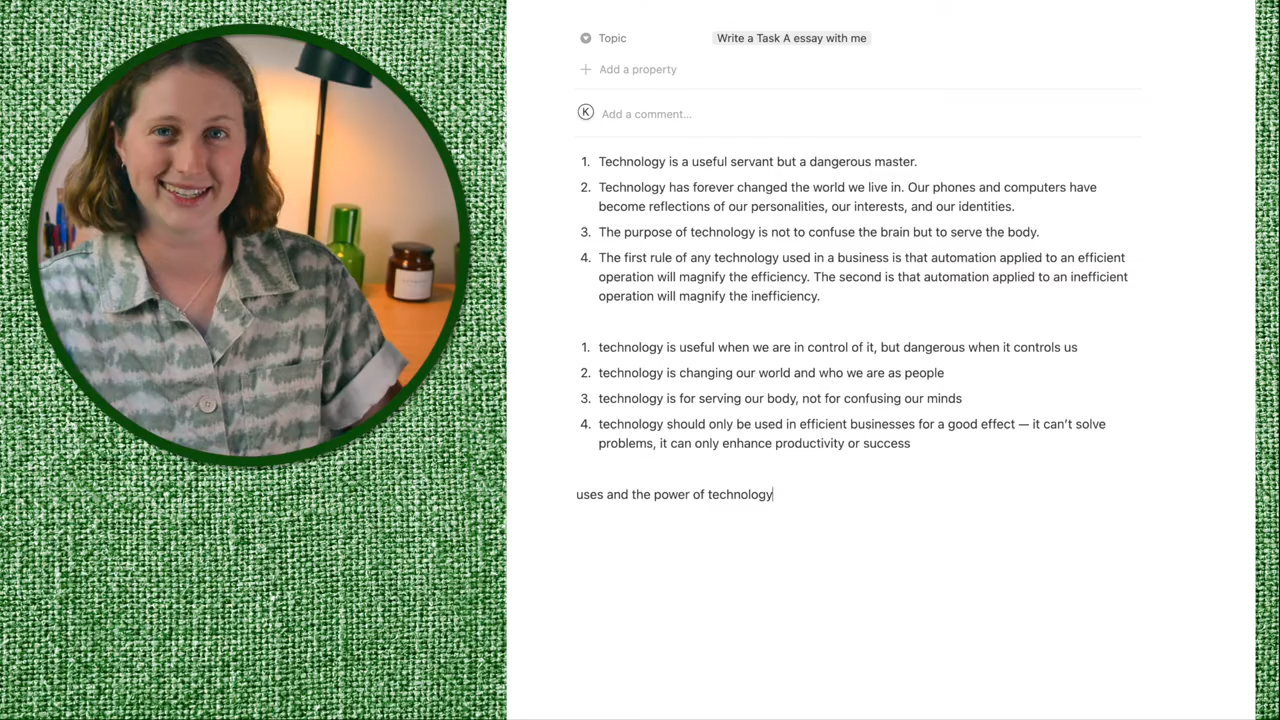 Topic Write a Task A essay with me
Add a property
K Add a comment...
1. Technology is a useful servant but a dangerous master.
2. Technology has forever changed the world we live in. Our phones and computers have
become reflections of our personalities, our interests, and our identities.
3. The purpose of technology is not to confuse the brain but to serve the body.
4. The first rule of any technology used in a business is that automation applied to an efficient
operation will magnify the efficiency. The second is that automation applied to an inefficient
operation will magnify the inefficiency.
1. technology is useful when we are in control of it, but dangerous when it controls us
2. technology is changing our world and who we are as people
3. technology is for serving our body, not for confusing our minds
4. technology should only be used in efficient businesses for a good effect — it can’t solve
problems, it can only enhance productivity or success
uses and the power of technology